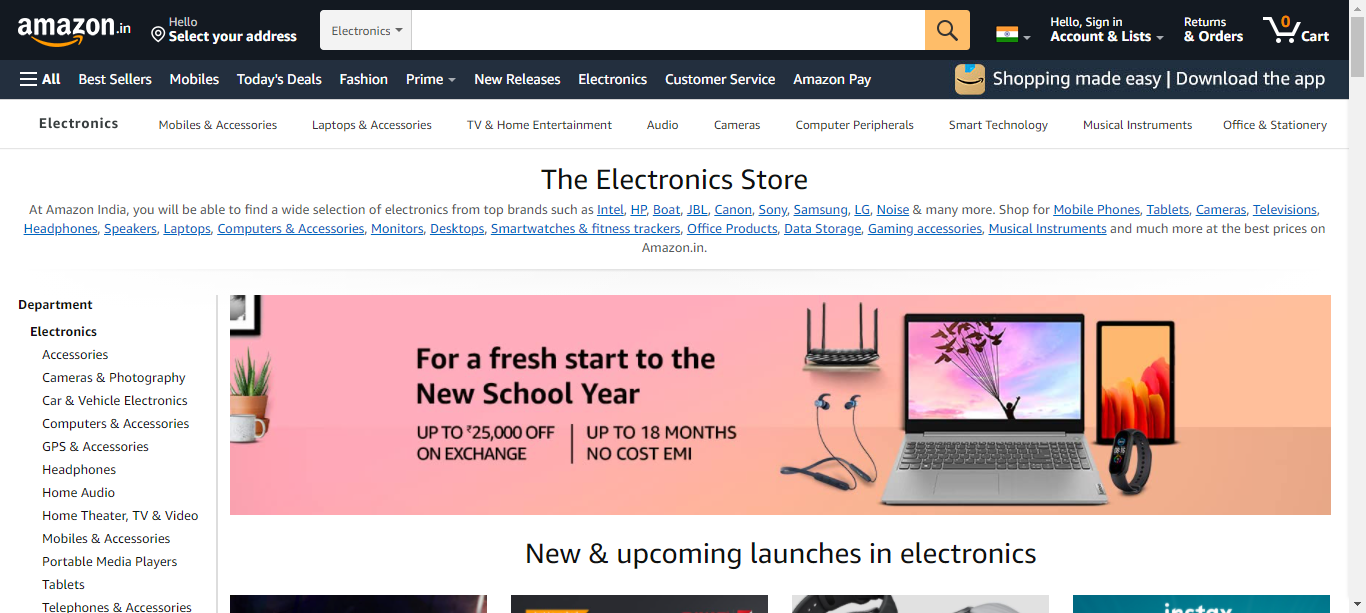 amazon.in
Hello
Select your address
Electronics
Hello, Sign in
Account & Lists
Returns
& Orders
0
Cart
All
Best Sellers
Mobiles
Today's Deals
Fashion
Prime
New Releases
Electronics
Customer Service
Amazon Pay
Shopping made easy | Download the app
Electronics
Mobiles & Accessories
Laptops & Accessories
TV & Home Entertainment
Audio
Cameras
Computer Peripherals
Smart Technology
Musical Instruments
Office & Stationery
The Electronics Store
At Amazon India, you will be able to find a wide selection of electronics from top brands such as Intel, HP, Boat, JBL, Canon, Sony, Samsung, LG, Noise & many more. Shop for Mobile Phones, Tablets, Cameras, Televisions,
Headphones, Speakers, Laptops, Computers & Accessories, Monitors, Desktops, Smartwatches & fitness trackers, Office Products, Data Storage, Gaming accessories, Musical Instruments and much more at the best prices on
Amazon.in.
Department
Electronics
Accessories
Cameras & Photography
Car & Vehicle Electronics
Computers & Accessories
GPS & Accessories
Headphones
Home Audio
Home Theater, TV & Video
Mobiles & Accessories
Portable Media Players
Tablets
Telephones & Accessories
For a fresh start to the
New School Year
UP TO ₹25,000 OFF
ON EXCHANGE
UP TO 18 MONTHS
NO COST EMI
New & upcoming launches in electronics
instax